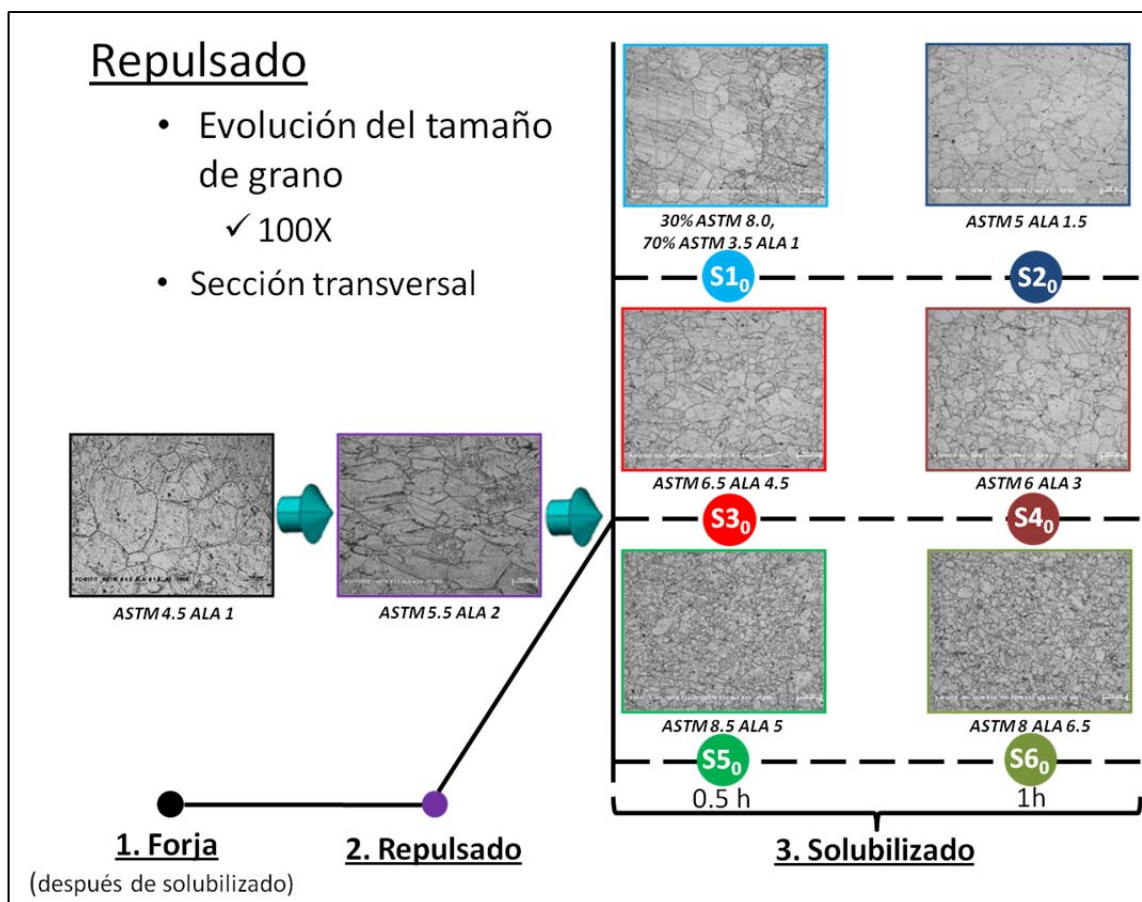 Repulsado
• Evolución del tamaño
de grano
✓ 100X
• Sección transversal
30% ASTM 8.0,
70% ASTM 3.5 ALA 1
ASTM 5 ALA 1.5
S1₀
S2₀
ASTM 6.5 ALA 4.5
ASTM 6 ALA 3
S3₀
S4₀
ASTM 4.5 ALA 1
ASTM 5.5 ALA 2
ASTM 8.5 ALA 5
ASTM 8 ALA 6.5
S5₀
S6₀
0.5 h
1h
1. Forja
(después de solubilizado)
2. Repulsado
3. Solubilizado